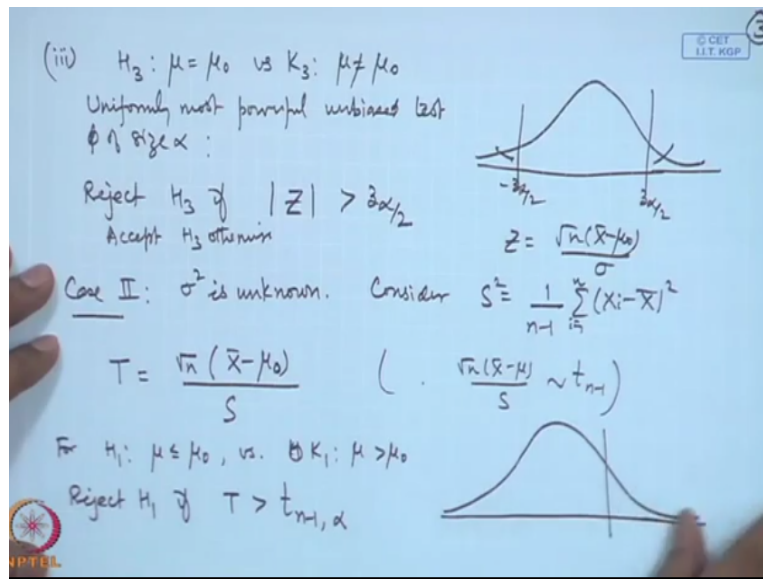 3
© CET
I.I.T. KGP
(iii) H₃: μ = μ₀ vs K₃: μ ≠ μ₀
Uniformly most powerful unbiased test
ϕ of size α :
Reject H₃ if |Z| > z_{α/2}
Accept H₃ otherwise
-z_{α/2} z_{α/2}
Z = √n(X̄-μ₀)/σ
Case II: σ² is unknown. Consider S² = 1/(n-1) Σ_{i=1}^{n} (Xi-X̄)²
T = √n(X̄-μ₀)/S ( . √n(X̄-μ)/S ~ t_{n-1} )
For H₁: μ ≤ μ₀, vs. K₁: μ > μ₀
Reject H₁ if T > t_{n-1, α}
NPTEL